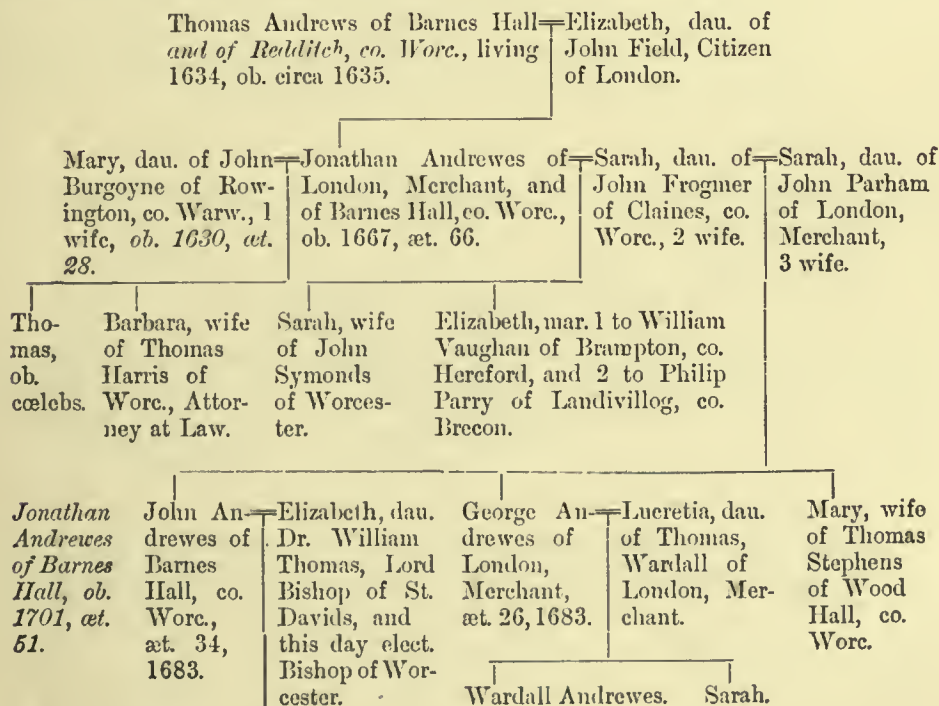 Thomas Andrews of Barnes Hall
and of Redditch, co. Worc., living
1634, ob. circa 1635.
Elizabeth, dau. of
John Field, Citizen
of London.
Mary, dau. of John
Burgoyne of Row-
ington, co. Warw., 1
wife, ob. 1630, æt.
28.
Jonathan Andrewes of
London, Merchant, and
of Barnes Hall, co. Worc.,
ob. 1667, æt. 66.
Sarah, dau. of
John Frogmer
of Claines, co.
Worc., 2 wife.
Sarah, dau. of
John Parham
of London,
Merchant,
3 wife.
Tho-
mas,
ob.
cœlebs.
Barbara, wife
of Thomas
Harris of
Worc., Attor-
ney at Law.
Sarah, wife
of John
Symonds
of Worces-
ter.
Elizabeth, mar. 1 to William
Vaughan of Brampton, co.
Hereford, and 2 to Philip
Parry of Landivillog, co.
Brecon.
Jonathan
Andrewes
of Barnes
Hall, ob.
1701, æt.
51.
John An-
drewes of
Barnes
Hall, co.
Worc.,
æt. 34,
1683.
Elizabeth, dau.
Dr. William
Thomas, Lord
Bishop of St.
Davids, and
this day elect.
Bishop of Wor-
cester.
George An-
drewes of
London,
Merchant,
æt. 26, 1683.
Lucretia, dau.
of Thomas,
Wardall of
London, Mer-
chant.
Mary, wife
of Thomas
Stephens
of Wood
Hall, co.
Worc.
Wardall Andrewes.
Sarah.